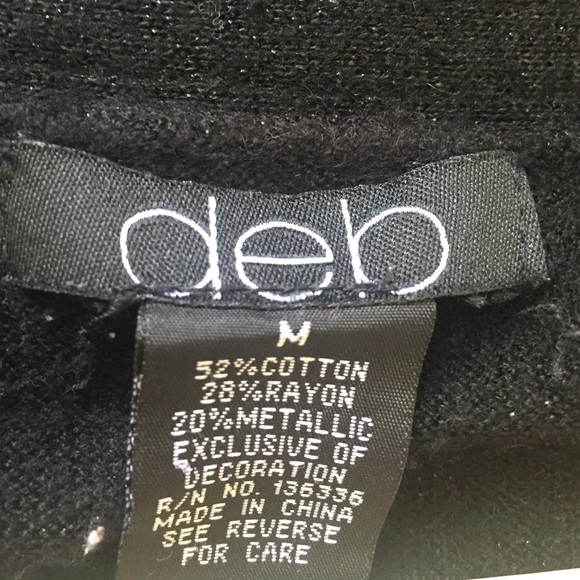 deb
M
52%COTTON
28%RAYON
20%METALLIC
EXCLUSIVE OF
DECORATION
R/N NO. 136336
MADE IN CHINA
SEE REVERSE
FOR CARE